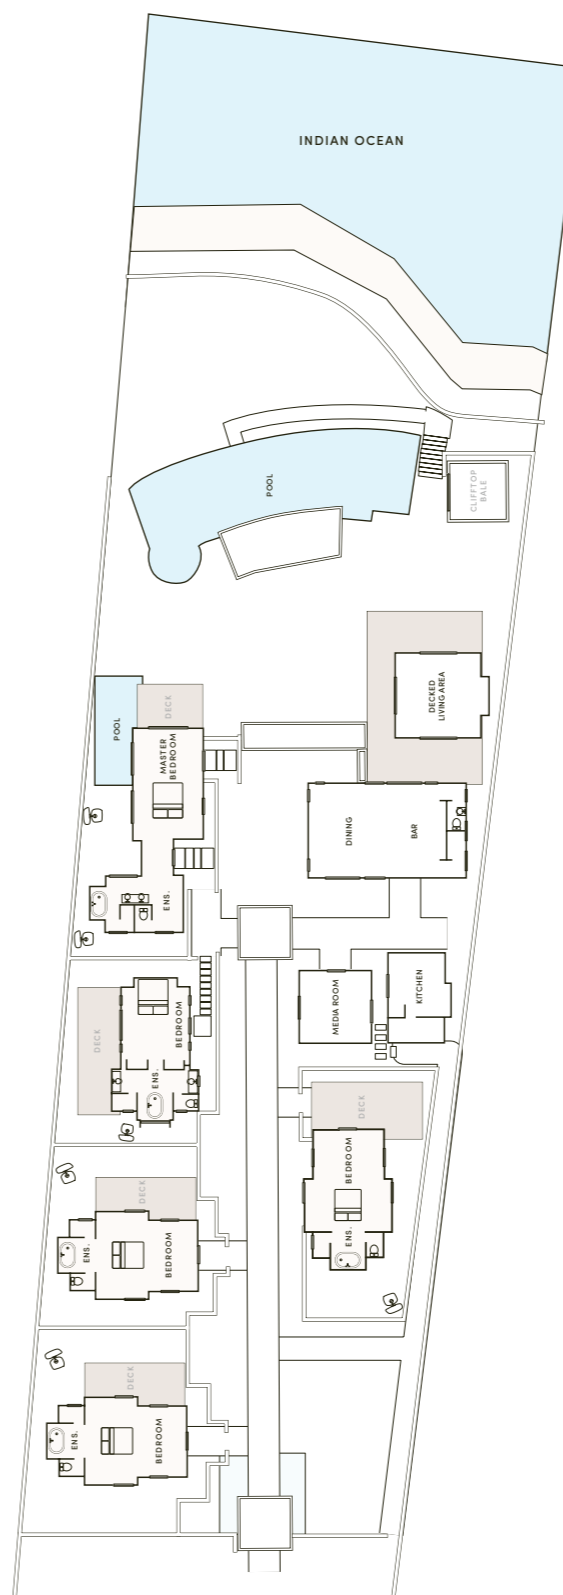 INDIAN OCEAN
POOL
CLIFFTOP
BALE
DECKED
LIVING AREA
DECK
POOL
MASTER
BEDROOM
DINING
BAR
ENS.
KITCHEN
MEDIA ROOM
BEDROOM
DECK
ENS.
DECK
BEDROOM
ENS.
DECK
BEDROOM
ENS.
DECK
BEDROOM
ENS.